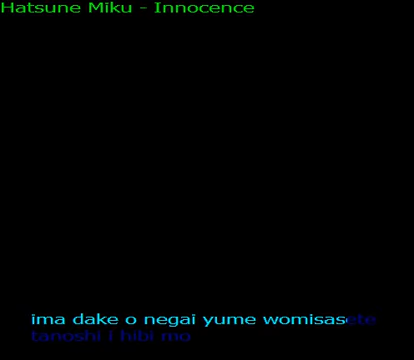 Hatsune Miku - Innocence
ima dake o negai yume womisasete
tanoshi i hibi mo